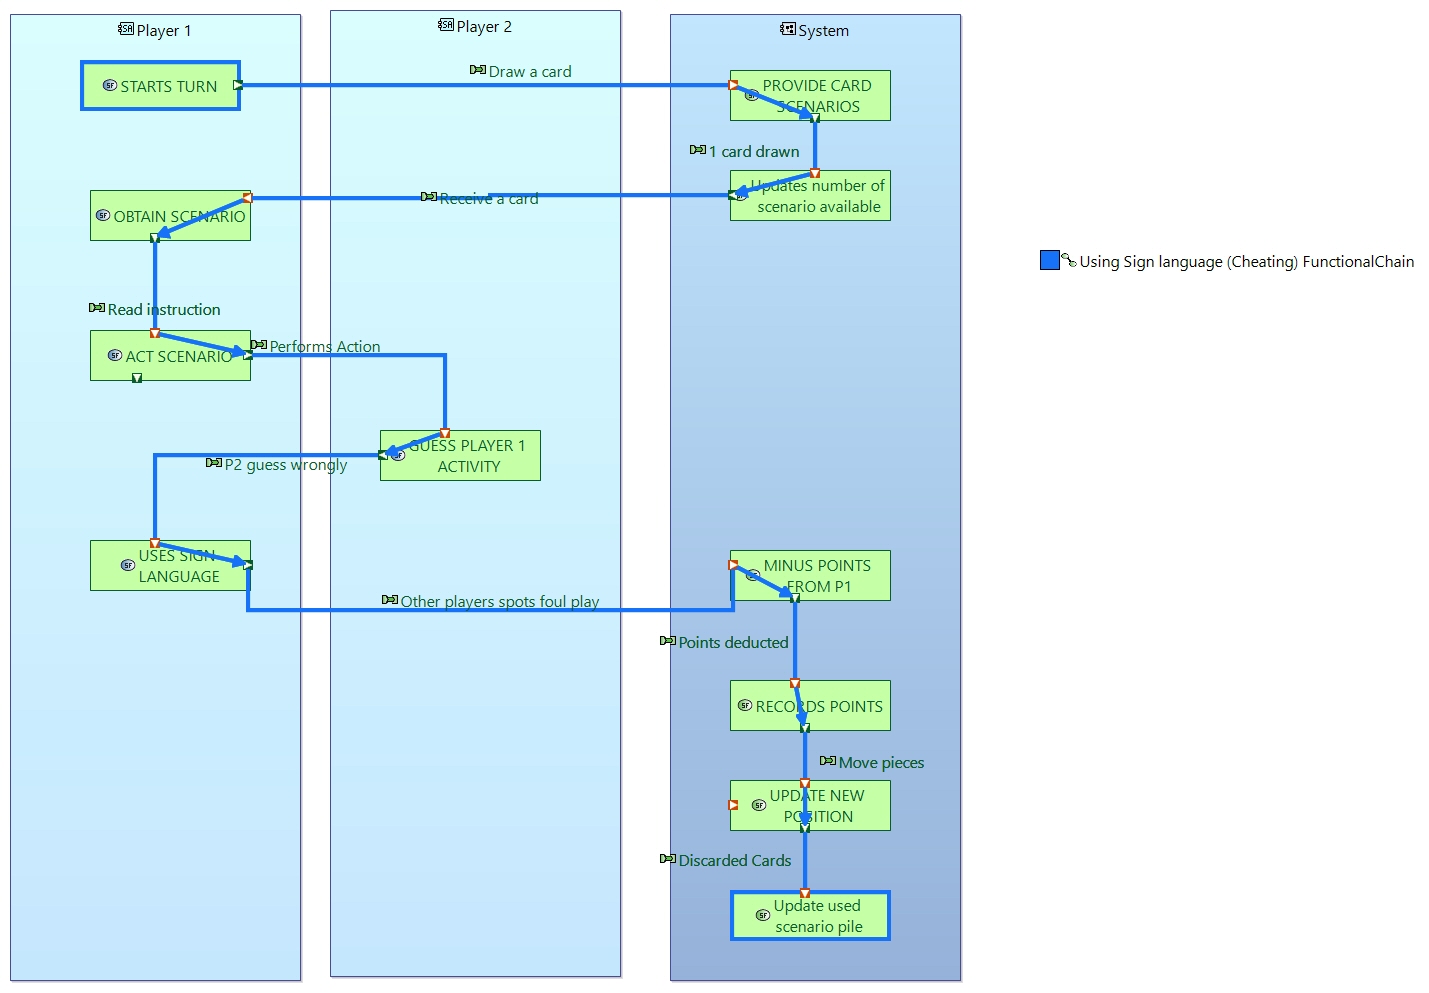 Player 1
Player 2
System
STARTS TURN
Draw a card
PROVIDE CARD
SCENARIOS
1 card drawn
Updates number of
scenario available
Receive a card
OBTAIN SCENARIO
Using Sign language (Cheating) FunctionalChain
Read instruction
ACT SCENARIO
Performs Action
GUESS PLAYER 1
ACTIVITY
P2 guess wrongly
USES SIGN
LANGUAGE
Other players spots foul play
MINUS POINTS
FROM P1
Points deducted
RECORDS POINTS
Move pieces
UPDATE NEW
POSITION
Discarded Cards
Update used
scenario pile